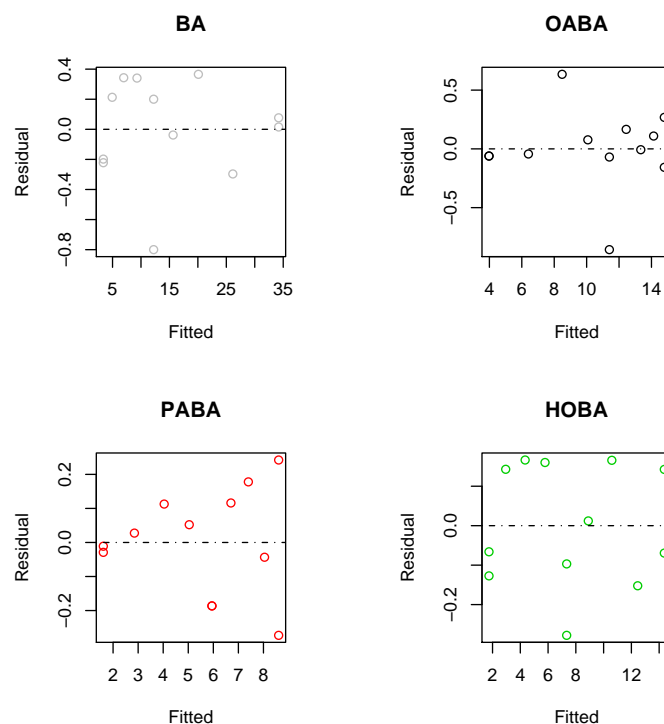 BA
0.4
0.0
−0.4
−0.8
Residual
5 15 25 35
Fitted
OABA
0.5
0.0
−0.5
Residual
4 6 8 10 14
Fitted
PABA
0.2
0.0
−0.2
Residual
2 3 4 5 6 7 8
Fitted
HOBA
0.0
−0.2
Residual
2 4 6 8 12
Fitted